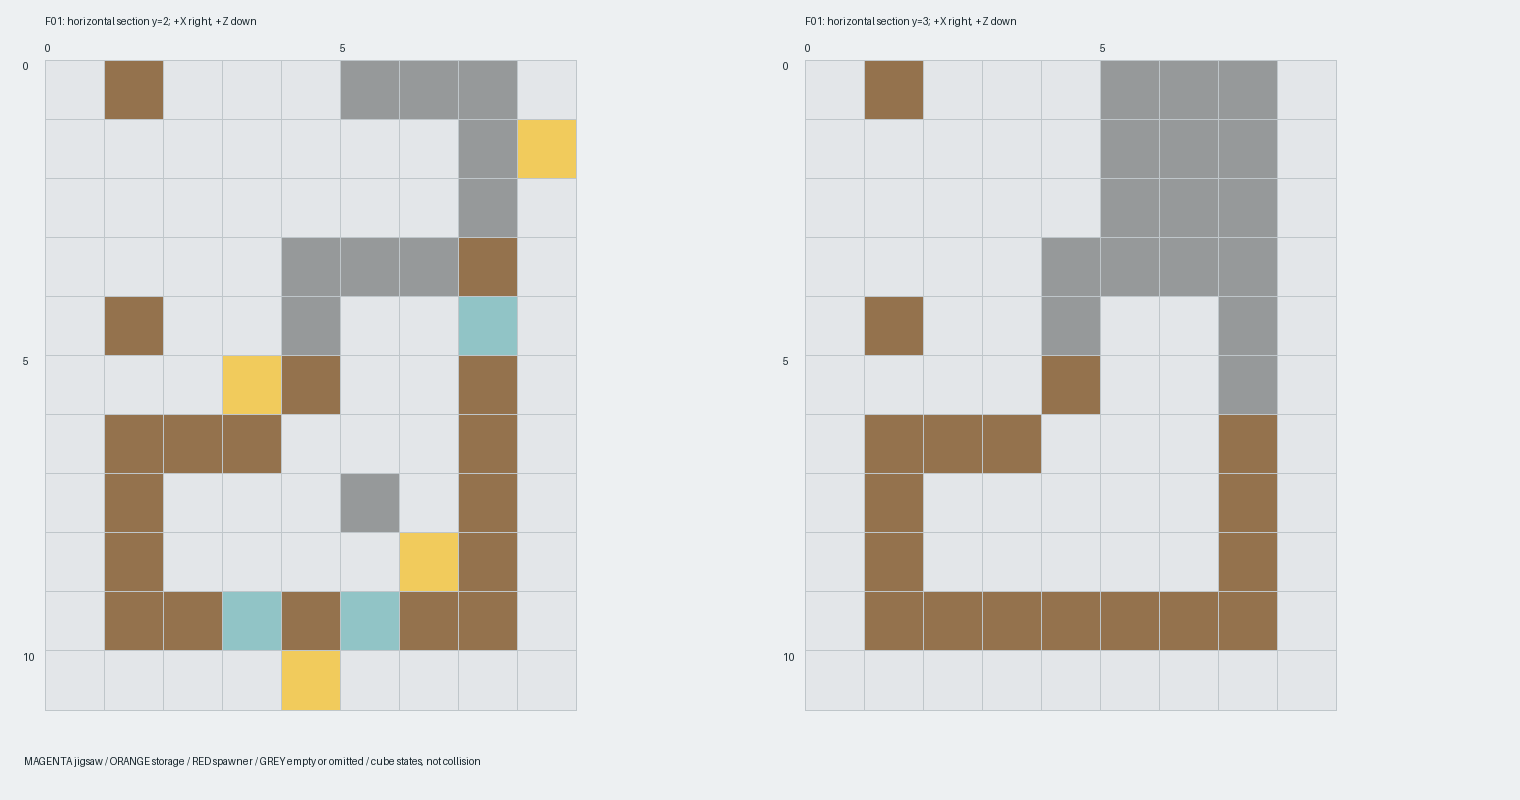 F01: horizontal section y=2; +X right, +Z down
F01: horizontal section y=3; +X right, +Z down
0 5
0 5
0
0
5
5
10
10
MAGENTA jigsaw / ORANGE storage / RED spawner / GREY empty or omitted / cube states, not collision